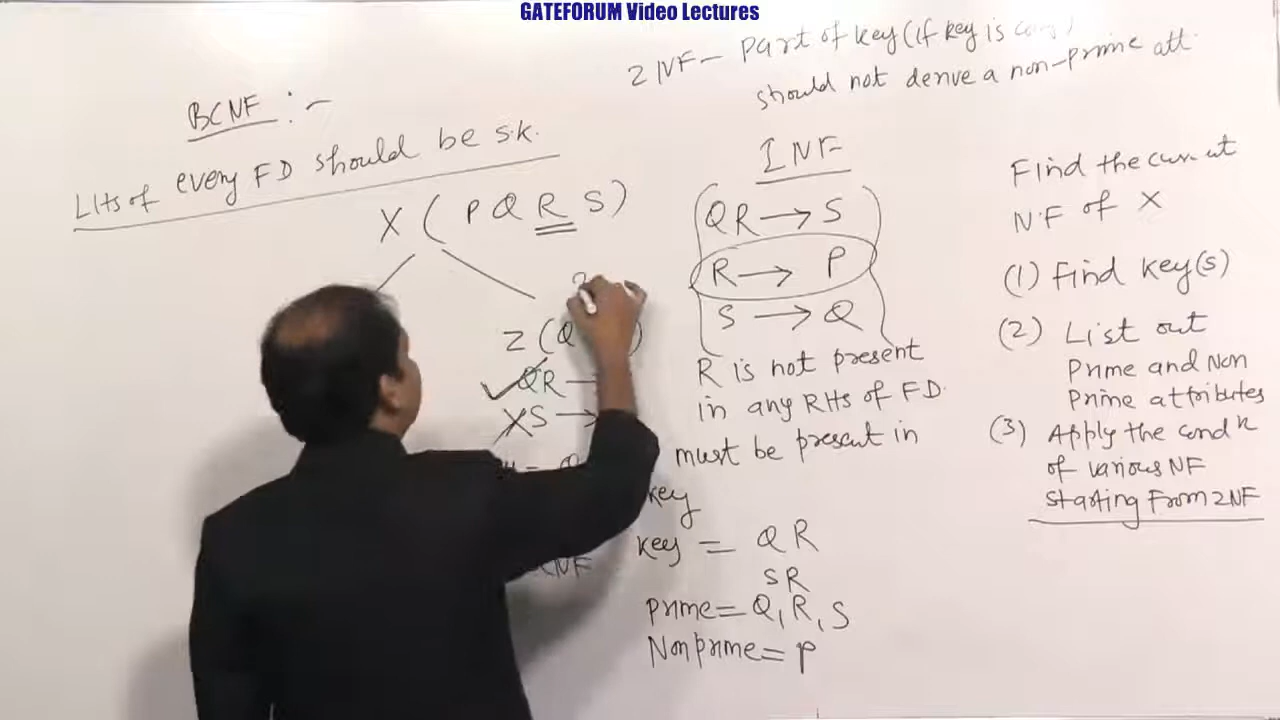 GATEFORUM Video Lectures
2NF- Part of key (if key is
should not derive a non-prime att.
BCNF :-
LHS of every FD should be s.k.
X ( P Q R S )
1NF
QR → S
R → P
S → Q
R is not present
in any RHS of FD.
must be present in
key
key = QR
SR
Prime = Q, R, S
Nonprime = P
Z ( Q )
✓ QR →
X S →
Find the current
N.F of X
(1) Find key(s)
(2) List out
Prime and Non
Prime attributes
(3) Apply the condn
of various NF
starting from 2NF